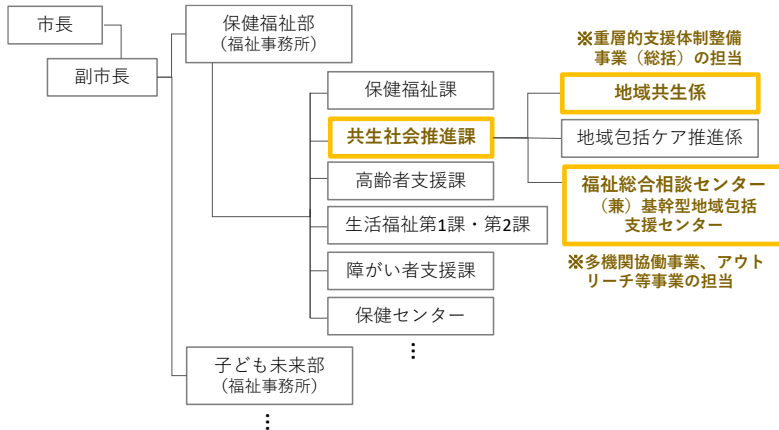 市長
副市長
保健福祉部
（福祉事務所）
保健福祉課
共生社会推進課
高齢者支援課
生活福祉第1課・第2課
障がい者支援課
保健センター
⋮
子ども未来部
（福祉事務所）
⋮
※重層的支援体制整備
事業（総括）の担当
地域共生係
地域包括ケア推進係
福祉総合相談センター
（兼）基幹型地域包括
支援センター
※多機関協働事業、アウト
リーチ等事業の担当